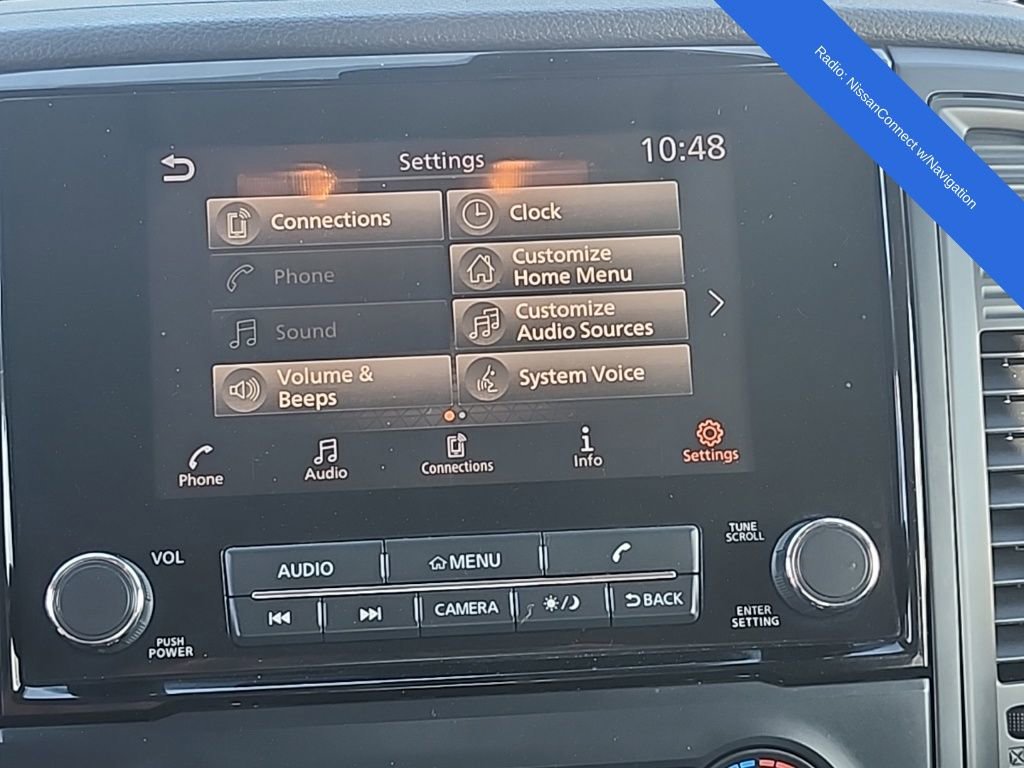 Radio: NissanConnect w/Navigation
Settings
10:48
Connections
Clock
Phone
Customize
Home Menu
Sound
Customize
Audio Sources
Volume &
Beeps
System Voice
Phone
Audio
Connections
Info
Settings
VOL
PUSH
POWER
AUDIO
MENU
CAMERA
BACK
TUNE
SCROLL
ENTER
SETTING